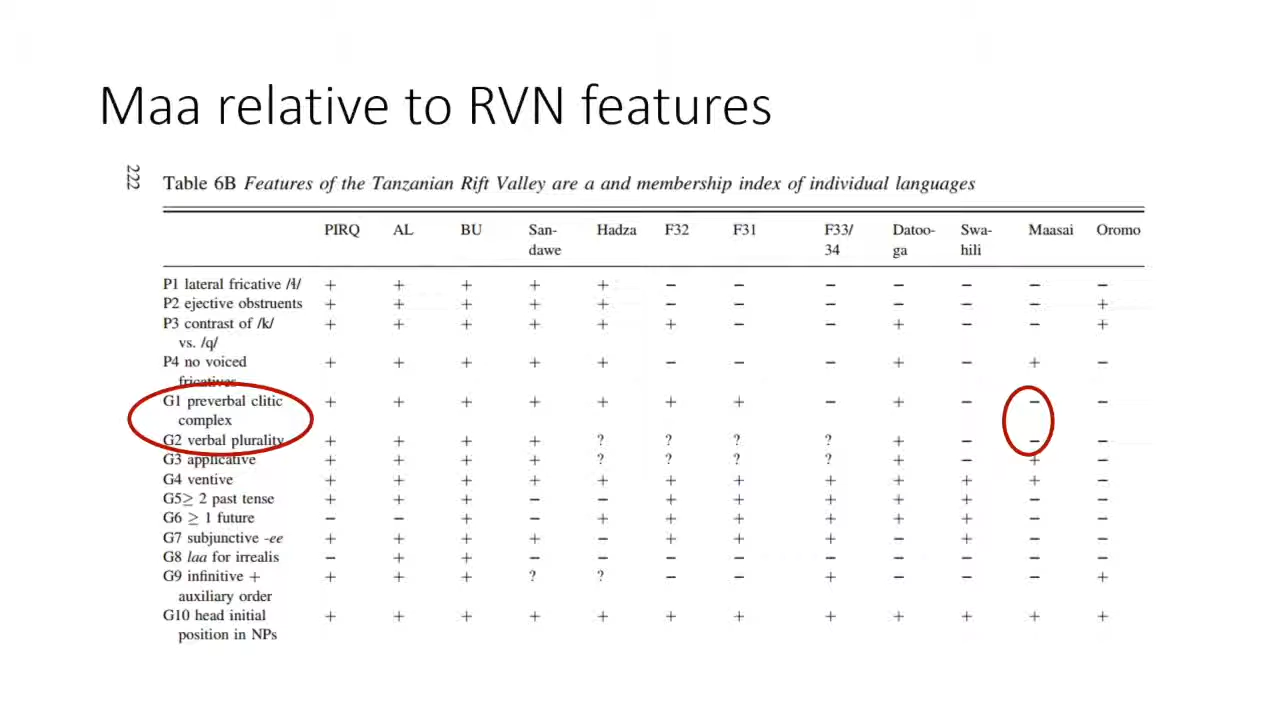 Maa relative to RVN features
222
Table 6B Features of the Tanzanian Rift Valley are a and membership index of individual languages
PIRQ AL BU San- Hadza F32 F31 F33/ Datoo- Swa- Maasai Oromo
dawe 34 ga hili
P1 lateral fricative /ɬ/ + + + + + − − − − − − −
P2 ejective obstruents + + + + + − − − − − − +
P3 contrast of /k/ + + + + + + − − + − − +
vs. /q/
P4 no voiced + + + + + − − − + − + −
fricatives
G1 preverbal clitic + + + + + + + − + − − −
complex
G2 verbal plurality + + + + ? ? ? ? + − − −
G3 applicative + + + + ? ? ? ? + − + −
G4 ventive + + + + + + + + + + + −
G5≥ 2 past tense + + + − − + + + + + − −
G6 ≥ 1 future − − + − + + + + + + − −
G7 subjunctive -ee + + + + − + + + − + − −
G8 laa for irrealis − + + − − − − − − − − −
G9 infinitive + + + + ? ? − − + − − − +
auxiliary order
G10 head initial + + + + + + + + + + + +
position in NPs